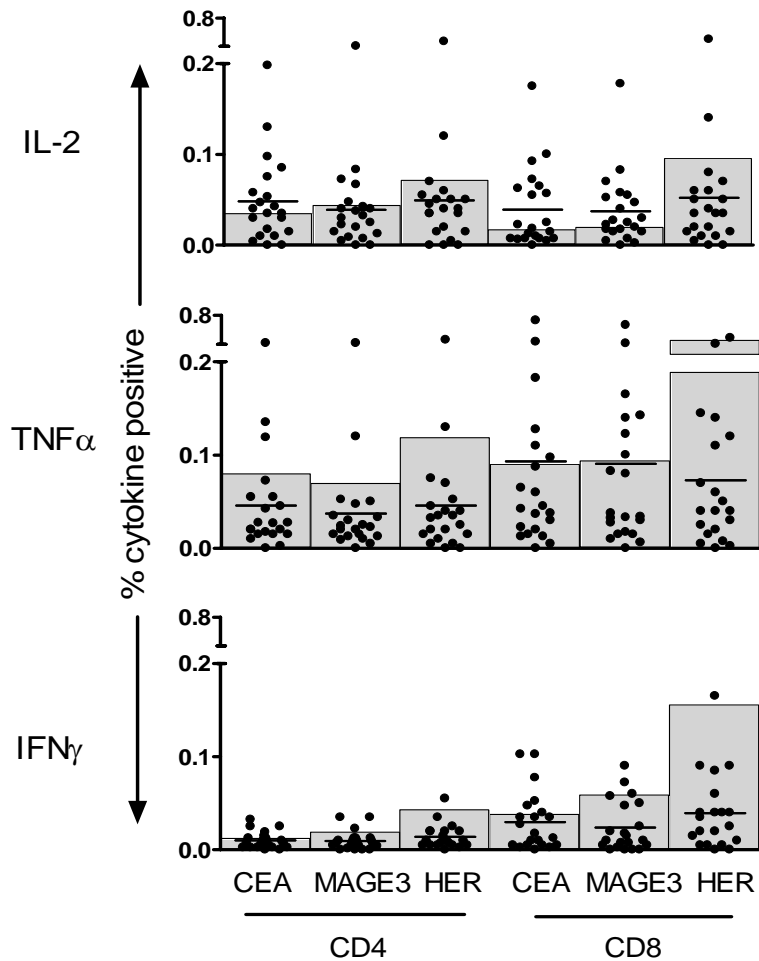 0.8
0.2
0.1
0.0
IL-2
0.8
0.2
0.1
0.0
TNFα
% cytokine positive
0.8
0.2
0.1
0.0
IFNγ
CEA MAGE3 HER CEA MAGE3 HER
CD4 CD8